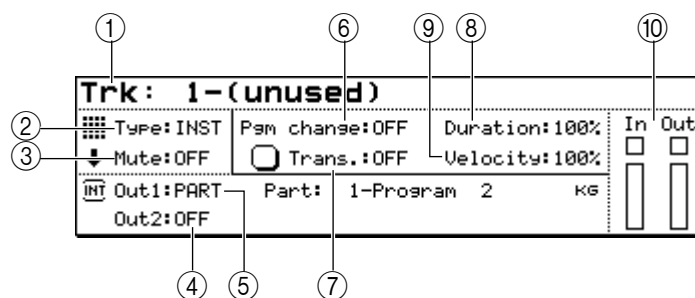 ① ⑥ ⑨ ⑧ ⑩
Trk: 1-(unused)
② Type:INST Pgm change:OFF Duration:100% In Out
③ Mute:OFF Trans.:OFF Velocity:100%
INT Out1:PART Part: 1-Program 2 KG
Out2:OFF
④ ⑤ ⑦